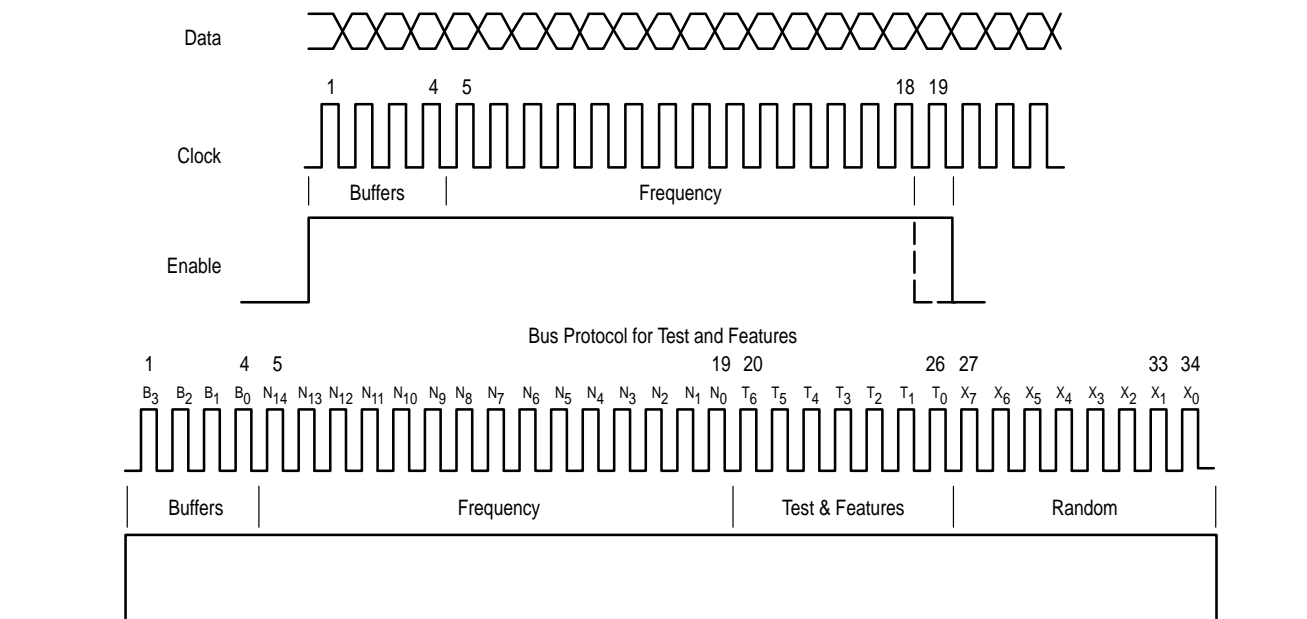 Data
1 4 5 18 19
Clock
Buffers Frequency
Enable
Bus Protocol for Test and Features
1 4 5 19 20 26 27 33 34
B3 B2 B1 B0 N14 N13 N12 N11 N10 N9 N8 N7 N6 N5 N4 N3 N2 N1 N0 T6 T5 T4 T3 T2 T1 T0 X7 X6 X5 X4 X3 X2 X1 X0
Buffers Frequency Test & Features Random